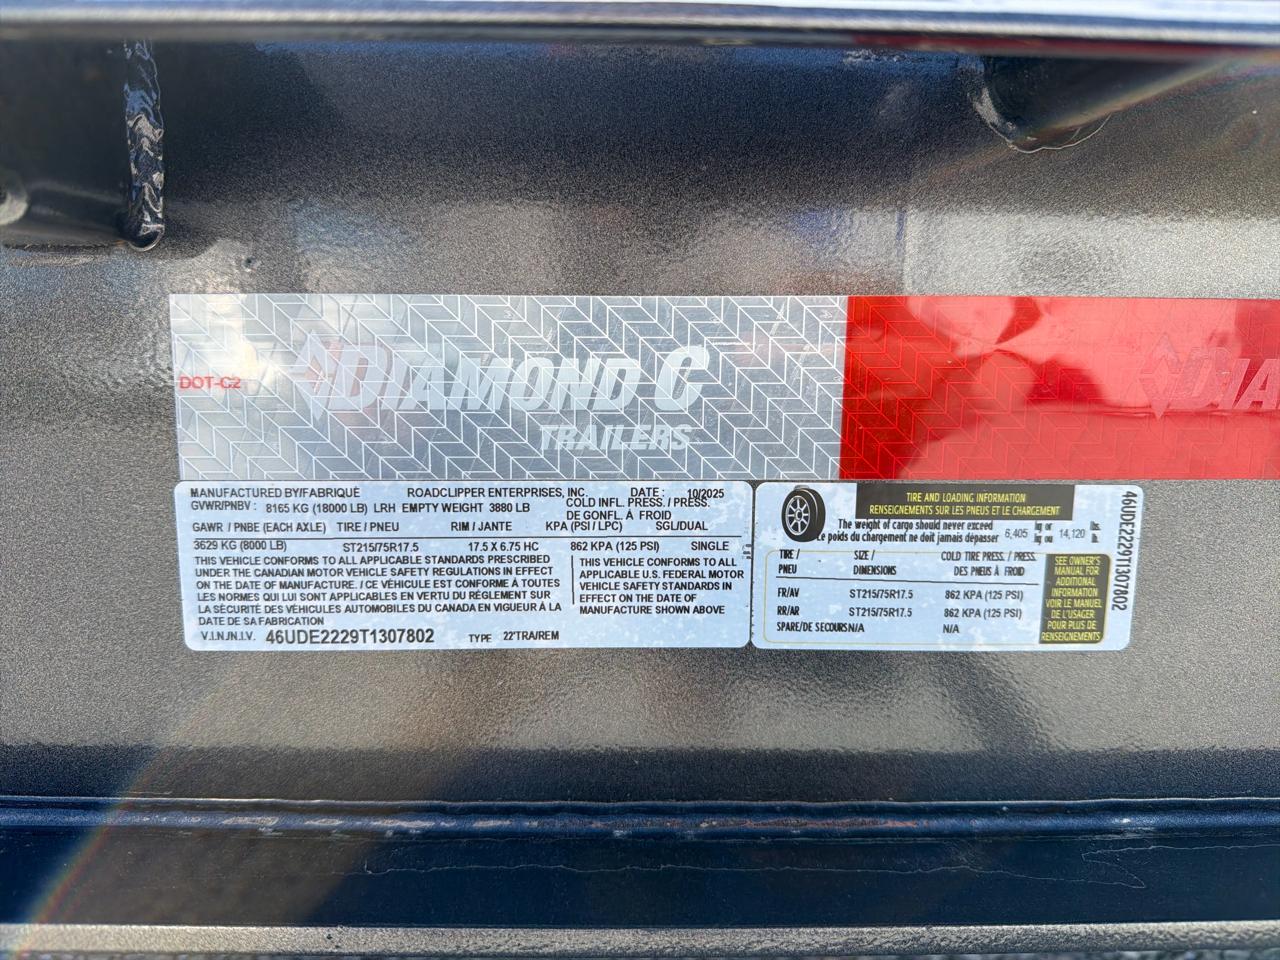 DOT-C2
DIAMOND C
TRAILERS
DIA
MANUFACTURED BY/FABRIQUÉ ROADCLIPPER ENTERPRISES, INC. DATE : 10/2025
GVWR/PNBV : 8165 KG (18000 LB) LRH EMPTY WEIGHT 3880 LB COLD INFL. PRESS. / PRESS.
DE GONFL. À FROID
GAWR / PNBE (EACH AXLE) TIRE / PNEU RIM / JANTE KPA (PSI / LPC) SGL/DUAL
3629 KG (8000 LB) ST215/75R17.5 17.5 X 6.75 HC 862 KPA (125 PSI) SINGLE
THIS VEHICLE CONFORMS TO ALL APPLICABLE STANDARDS PRESCRIBED
UNDER THE CANADIAN MOTOR VEHICLE SAFETY REGULATIONS IN EFFECT
ON THE DATE OF MANUFACTURE. / CE VÉHICULE EST CONFORME À TOUTES
LES NORMES QUI LUI SONT APPLICABLES EN VERTU DU RÈGLEMENT SUR
LA SÉCURITÉ DES VÉHICULES AUTOMOBILES DU CANADA EN VIGUEUR À LA
DATE DE SA FABRICATION
THIS VEHICLE CONFORMS TO ALL
APPLICABLE U.S. FEDERAL MOTOR
VEHICLE SAFETY STANDARDS IN
EFFECT ON THE DATE OF
MANUFACTURE SHOWN ABOVE
V.I.N./N.I.V. 46UDE2229T1307802 TYPE 22'TRA/REM
TIRE AND LOADING INFORMATION
RENSEIGNEMENTS SUR LES PNEUS ET LE CHARGEMENT
The weight of cargo should never exceed 6,405 kg or 14,120 lbs.
Le poids du chargement ne doit jamais dépasser kg ou lb.
TIRE / SIZE / COLD TIRE PRESS. / PRESS.
PNEU DIMENSIONS DES PNEUS À FROID
FR/AV ST215/75R17.5 862 KPA (125 PSI)
RR/AR ST215/75R17.5 862 KPA (125 PSI)
SPARE/DE SECOURS N/A N/A
SEE OWNER'S
MANUAL FOR
ADDITIONAL
INFORMATION
VOIR LE MANUEL
DE L'USAGER
POUR PLUS DE
RENSEIGNEMENTS
46UDE2229T1307802